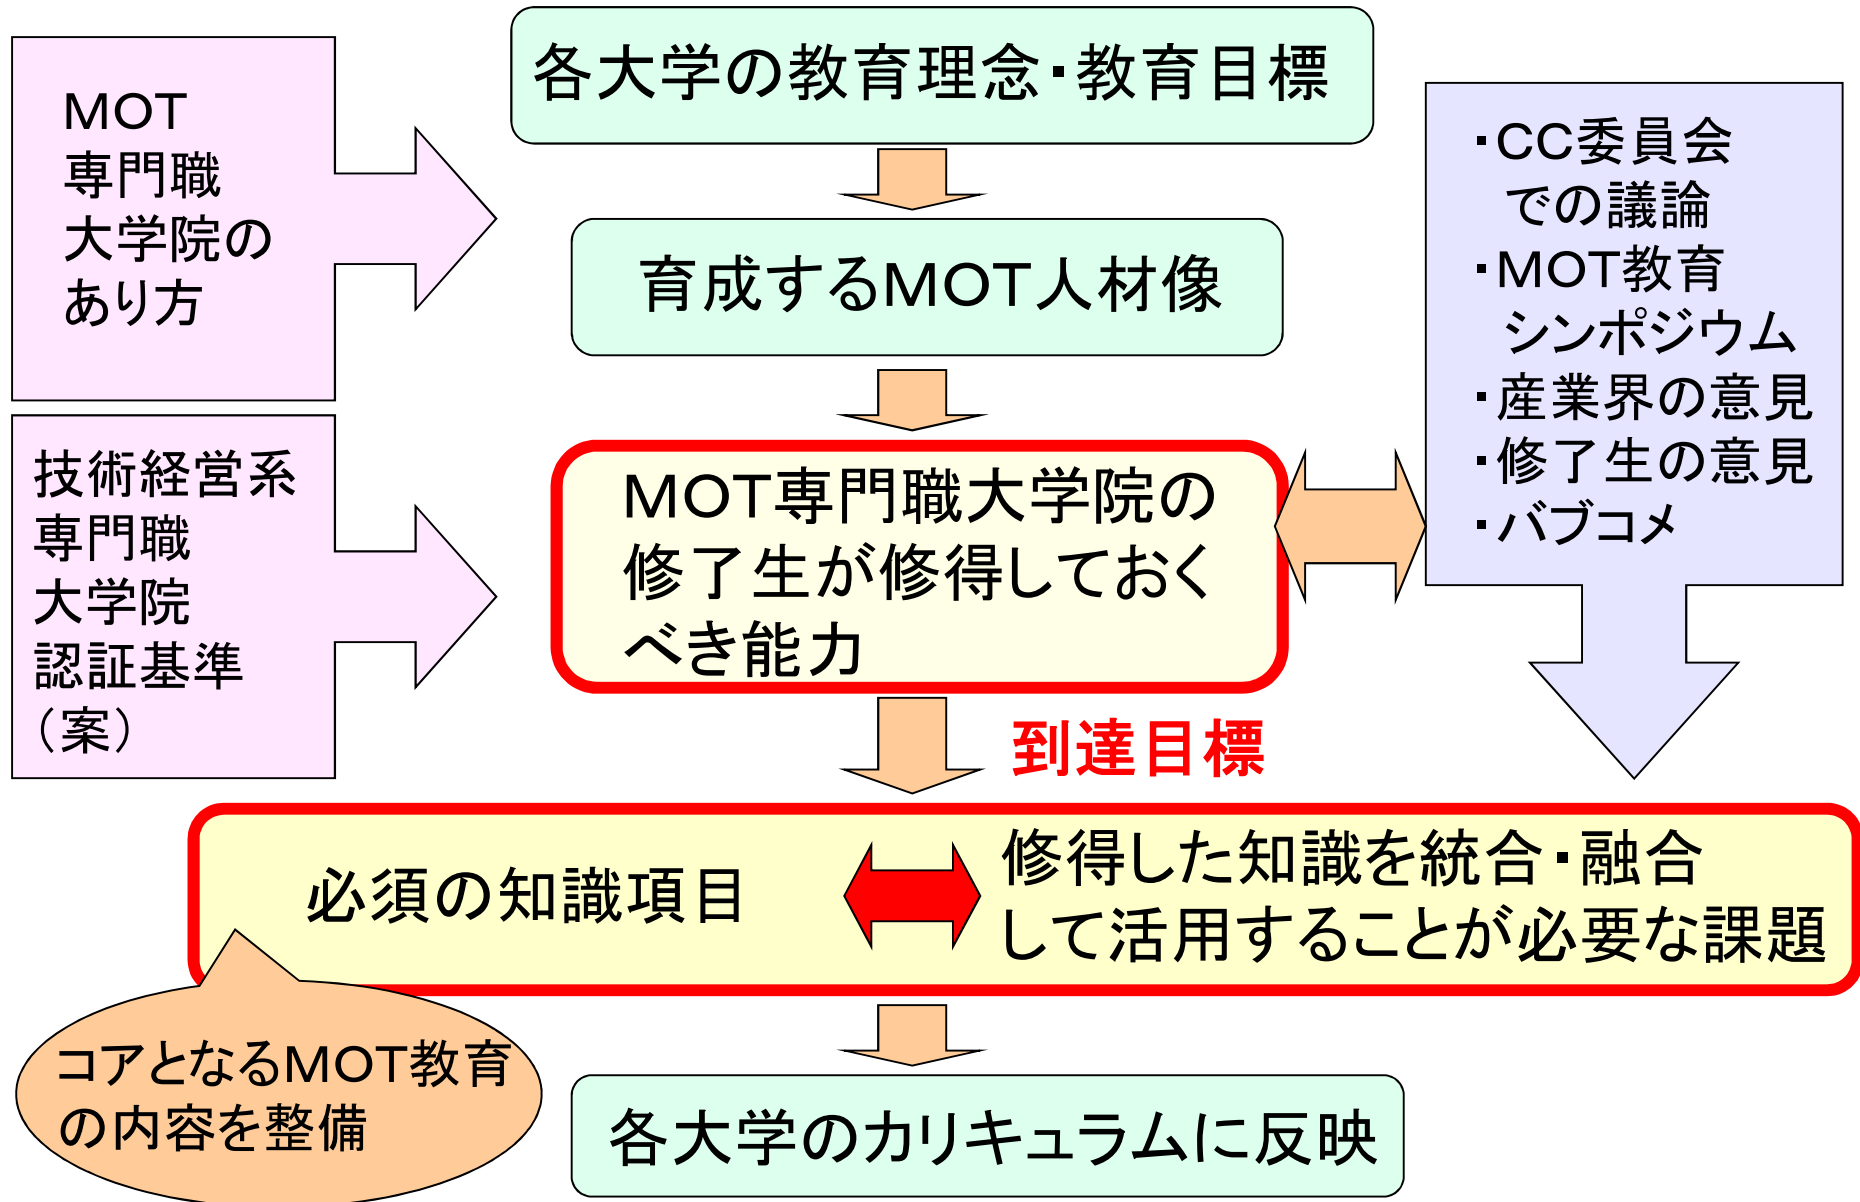 各大学の教育理念・教育目標
MOT
専門職
大学院の
あり方
育成するMOT人材像
・CC委員会
での議論
・MOT教育
シンポジウム
・産業界の意見
・修了生の意見
・パブコメ
技術経営系
専門職
大学院
認証基準
（案）
MOT専門職大学院の
修了生が修得しておく
べき能力
到達目標
必須の知識項目
修得した知識を統合・融合
して活用することが必要な課題
コアとなるMOT教育
の内容を整備
各大学のカリキュラムに反映